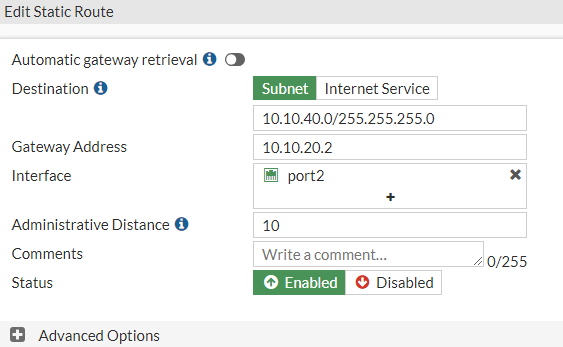 Edit Static Route
Automatic gateway retrieval
Destination Subnet Internet Service
10.10.40.0/255.255.255.0
Gateway Address 10.10.20.2
Interface port2
+
Administrative Distance 10
Comments Write a comment... 0/255
Status Enabled Disabled
Advanced Options